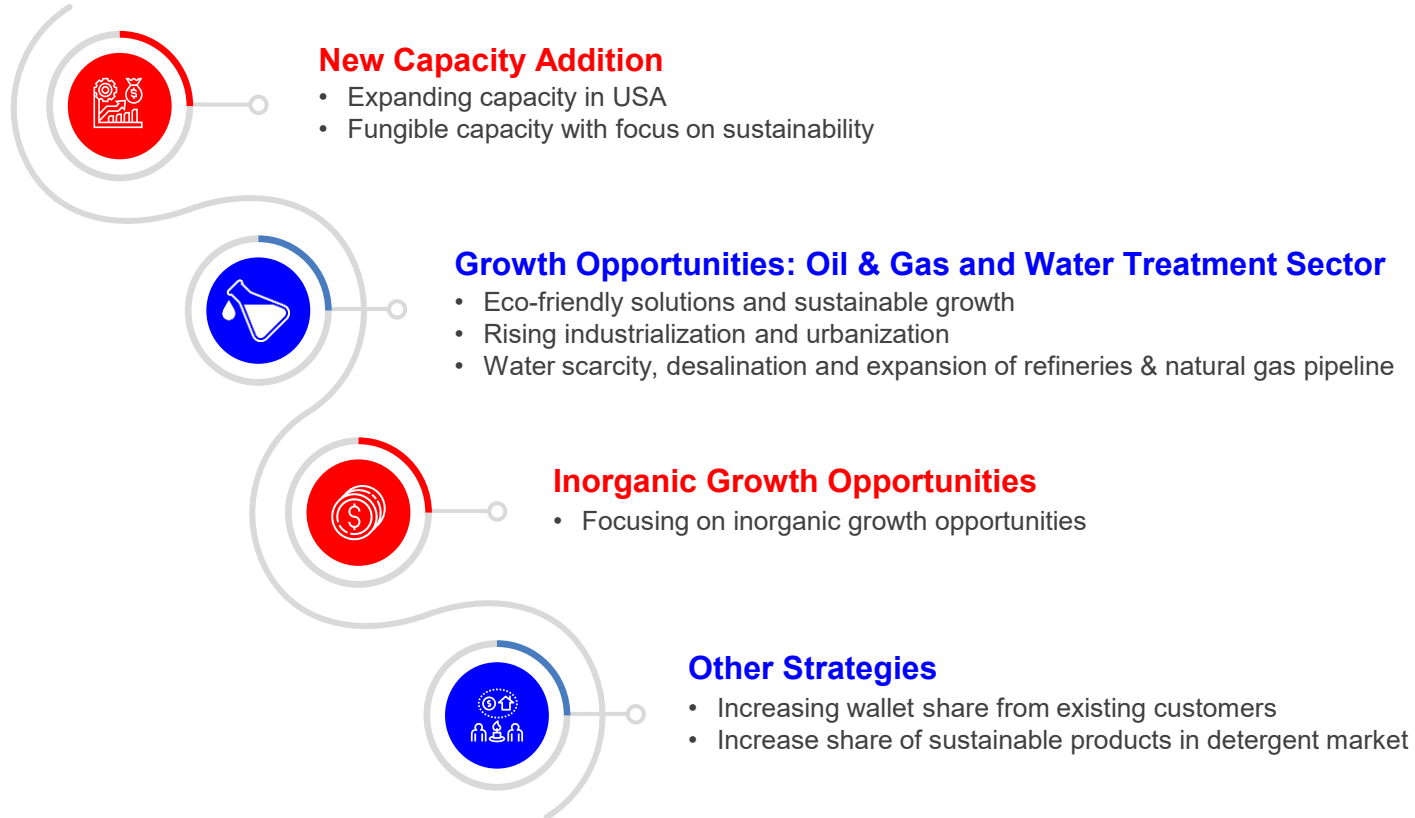 New Capacity Addition
• Expanding capacity in USA
• Fungible capacity with focus on sustainability
Growth Opportunities: Oil & Gas and Water Treatment Sector
• Eco-friendly solutions and sustainable growth
• Rising industrialization and urbanization
• Water scarcity, desalination and expansion of refineries & natural gas pipeline
Inorganic Growth Opportunities
• Focusing on inorganic growth opportunities
Other Strategies
• Increasing wallet share from existing customers
• Increase share of sustainable products in detergent market